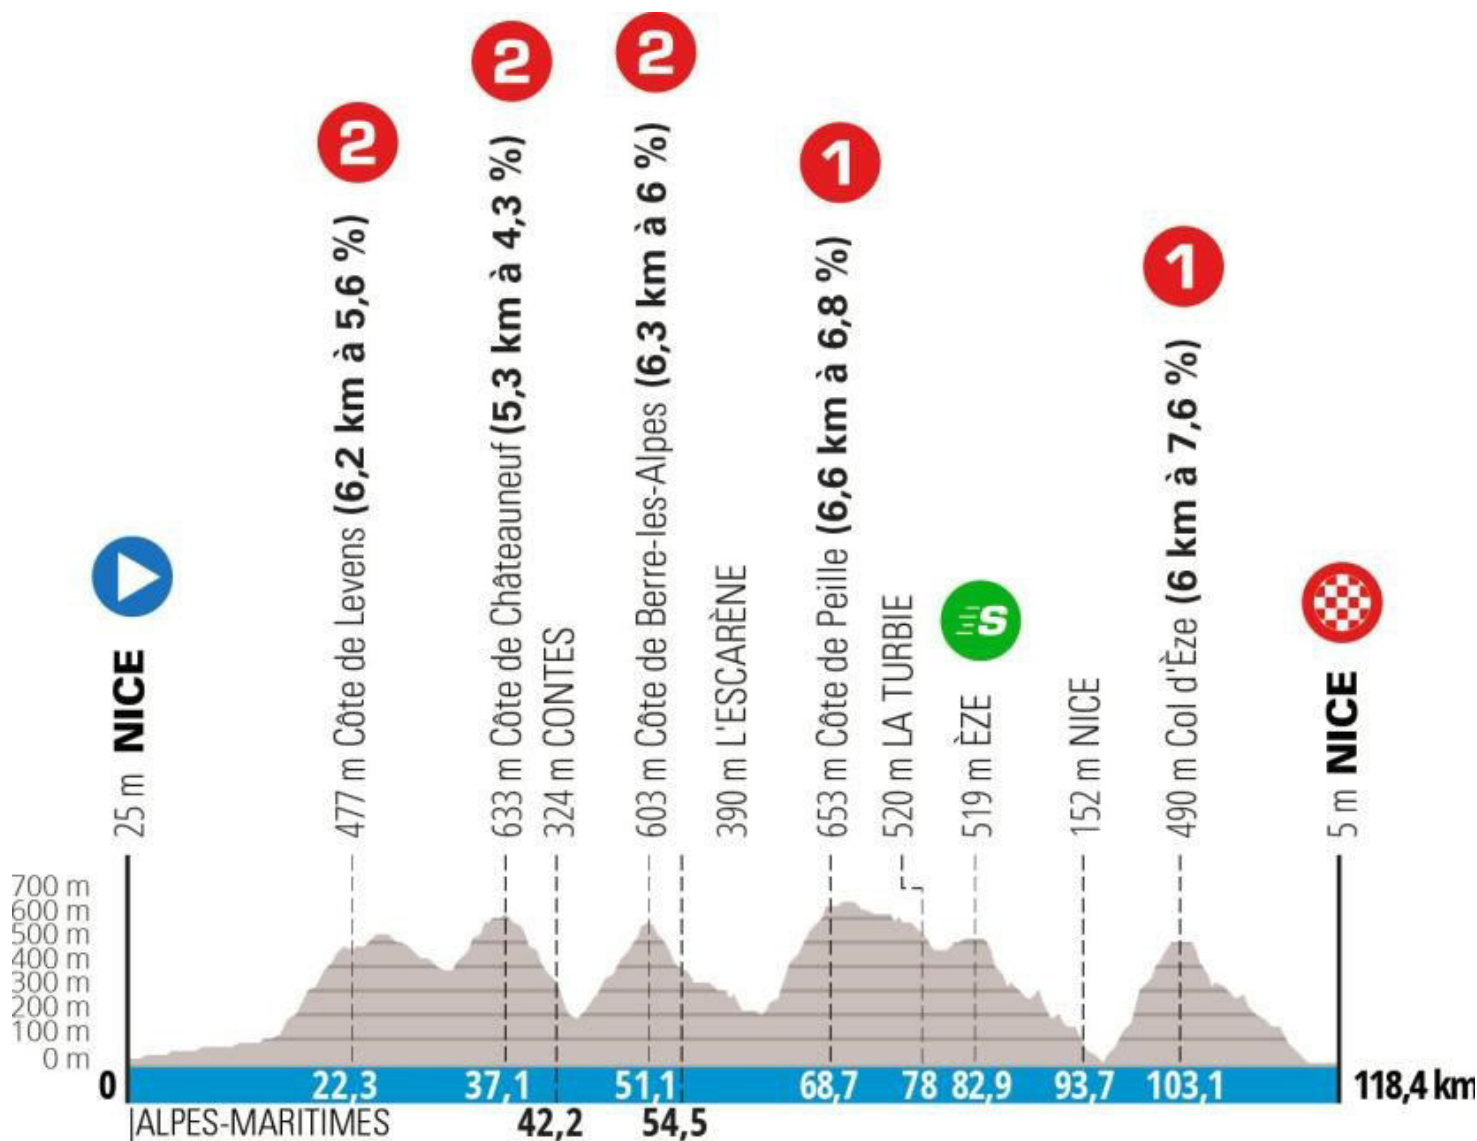 2
2
2
1
1
S
25 m NICE
477 m Côte de Levens (6,2 km à 5,6 %)
633 m Côte de Châteauneuf (5,3 km à 4,3 %)
324 m CONTES
603 m Côte de Berre-les-Alpes (6,3 km à 6 %)
390 m L'ESCARÈNE
653 m Côte de Peille (6,6 km à 6,8 %)
520 m LA TURBIE
519 m ÈZE
152 m NICE
490 m Col d'Èze (6 km à 7,6 %)
5 m NICE
700 m
600 m
500 m
400 m
300 m
200 m
100 m
0 m
0 22,3 37,1 51,1 68,7 78 82,9 93,7 103,1 118,4 km
ALPES-MARITIMES 42,2 54,5